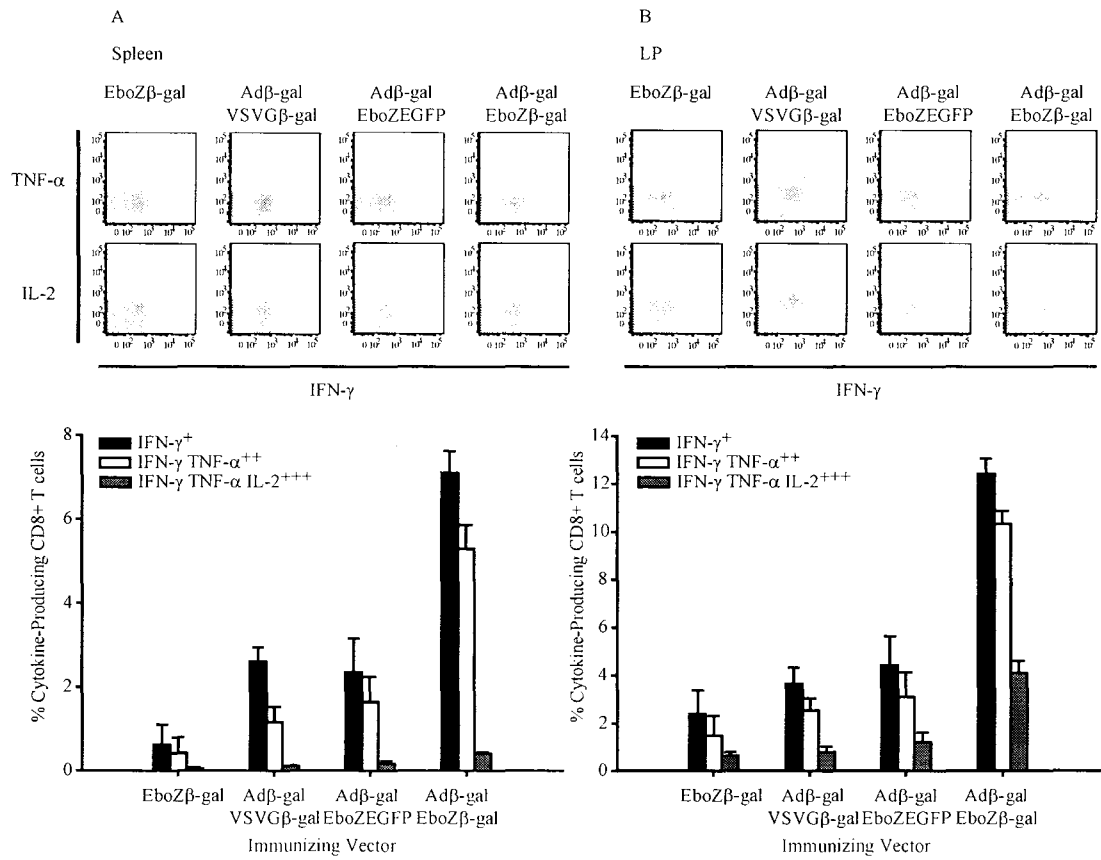 A
Spleen
EboZβ-gal
Adβ-gal
VSVGβ-gal
Adβ-gal
EboZEGFP
Adβ-gal
EboZβ-gal
TNF-α
IL-2
IFN-γ
B
LP
EboZβ-gal
Adβ-gal
VSVGβ-gal
Adβ-gal
EboZEGFP
Adβ-gal
EboZβ-gal
% Cytokine-Producing CD8+ T cells
8
6
4
2
0
IFN-γ⁺
IFN-γ TNF-α⁺⁺
IFN-γ TNF-α IL-2⁺⁺⁺
EboZβ-gal
Adβ-gal
VSVGβ-gal
Adβ-gal
EboZEGFP
Adβ-gal
EboZβ-gal
Immunizing Vector
% Cytokine-Producing CD8+ T cells
14
12
10
8
6
4
2
0
IFN-γ⁺
IFN-γ TNF-α⁺⁺
IFN-γ TNF-α IL-2⁺⁺⁺
EboZβ-gal
Adβ-gal
VSVGβ-gal
Adβ-gal
EboZEGFP
Adβ-gal
EboZβ-gal
Immunizing Vector